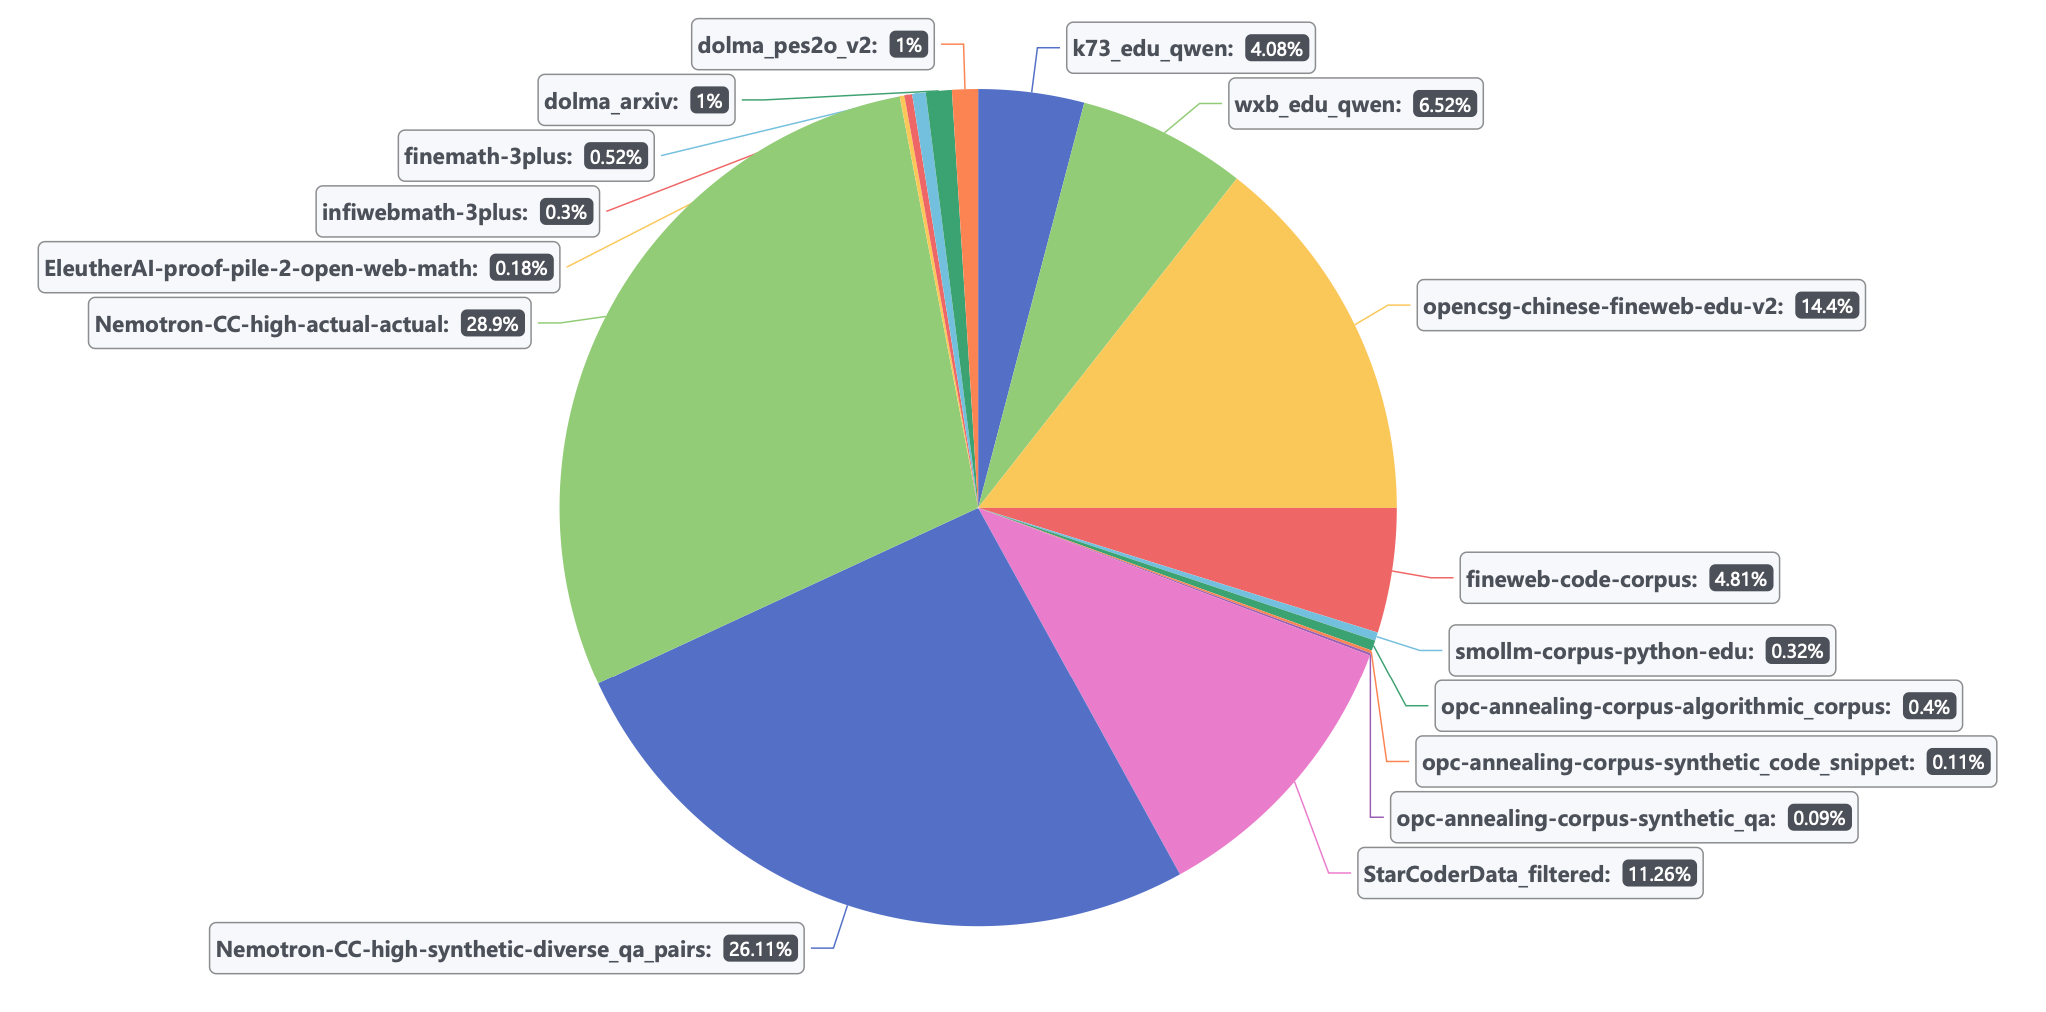 dolma_pes2o_v2: 1%
k73_edu_qwen: 4.08%
dolma_arxiv: 1%
wxb_edu_qwen: 6.52%
finemath-3plus: 0.52%
infiwebmath-3plus: 0.3%
EleutherAI-proof-pile-2-open-web-math: 0.18%
opencsg-chinese-fineweb-edu-v2: 14.4%
Nemotron-CC-high-actual-actual: 28.9%
fineweb-code-corpus: 4.81%
smollm-corpus-python-edu: 0.32%
opc-annealing-corpus-algorithmic_corpus: 0.4%
opc-annealing-corpus-synthetic_code_snippet: 0.11%
opc-annealing-corpus-synthetic_qa: 0.09%
StarCoderData_filtered: 11.26%
Nemotron-CC-high-synthetic-diverse_qa_pairs: 26.11%